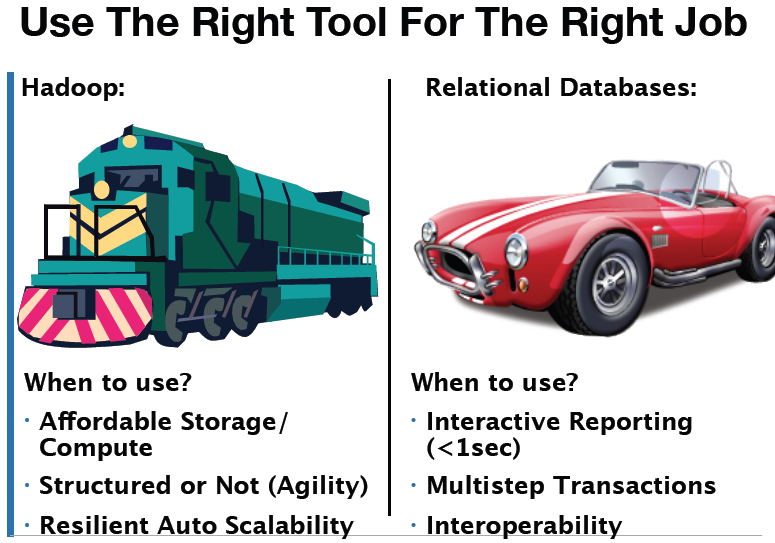 Use The Right Tool For The Right Job
Hadoop:
When to use?
· Affordable Storage/
Compute
· Structured or Not (Agility)
· Resilient Auto Scalability
Relational Databases:
When to use?
· Interactive Reporting
(<1sec)
· Multistep Transactions
· Interoperability